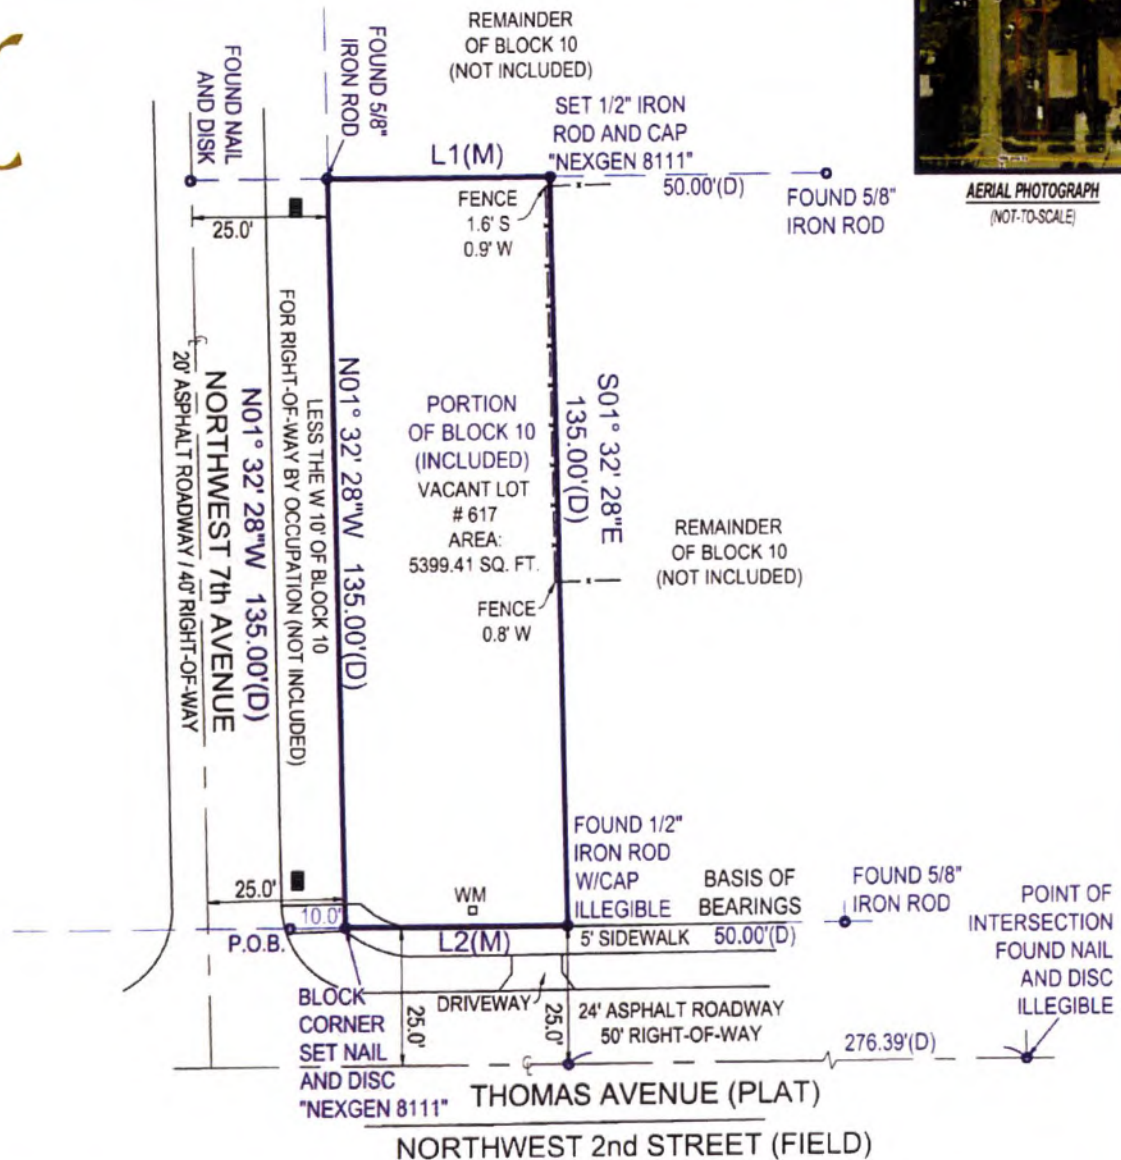 REMAINDER
OF BLOCK 10
(NOT INCLUDED)
FOUND NAIL
AND DISK
FOUND 5/8"
IRON ROD
SET 1/2" IRON
ROD AND CAP
"NEXGEN 8111"
L1(M)
50.00'(D)
FOUND 5/8"
IRON ROD
AERIAL PHOTOGRAPH
(NOT-TO-SCALE)
25.0'
FENCE
1.6' S
0.9' W
20' ASPHALT ROADWAY / 40' RIGHT-OF-WAY
NORTHWEST 7th AVENUE
N01° 32' 28"W 135.00'(D)
LESS THE W 10' OF BLOCK 10
FOR RIGHT-OF-WAY BY OCCUPATION (NOT INCLUDED)
N01° 32' 28"W 135.00'(D)
PORTION
OF BLOCK 10
(INCLUDED)
VACANT LOT
# 617
AREA:
5399.41 SQ. FT.
S01° 32' 28"E
135.00'(D)
REMAINDER
OF BLOCK 10
(NOT INCLUDED)
FENCE
0.8' W
FOUND 1/2"
IRON ROD
W/CAP
ILLEGIBLE
BASIS OF
BEARINGS
FOUND 5/8"
IRON ROD
POINT OF
INTERSECTION
FOUND NAIL
AND DISC
ILLEGIBLE
25.0'
10.0'
WM
P.O.B.
L2(M)
5' SIDEWALK
50.00'(D)
BLOCK
CORNER
SET NAIL
AND DISC
"NEXGEN 8111"
25.0'
DRIVEWAY
25.0'
24' ASPHALT ROADWAY
50' RIGHT-OF-WAY
276.39'(D)
THOMAS AVENUE (PLAT)
NORTHWEST 2nd STREET (FIELD)